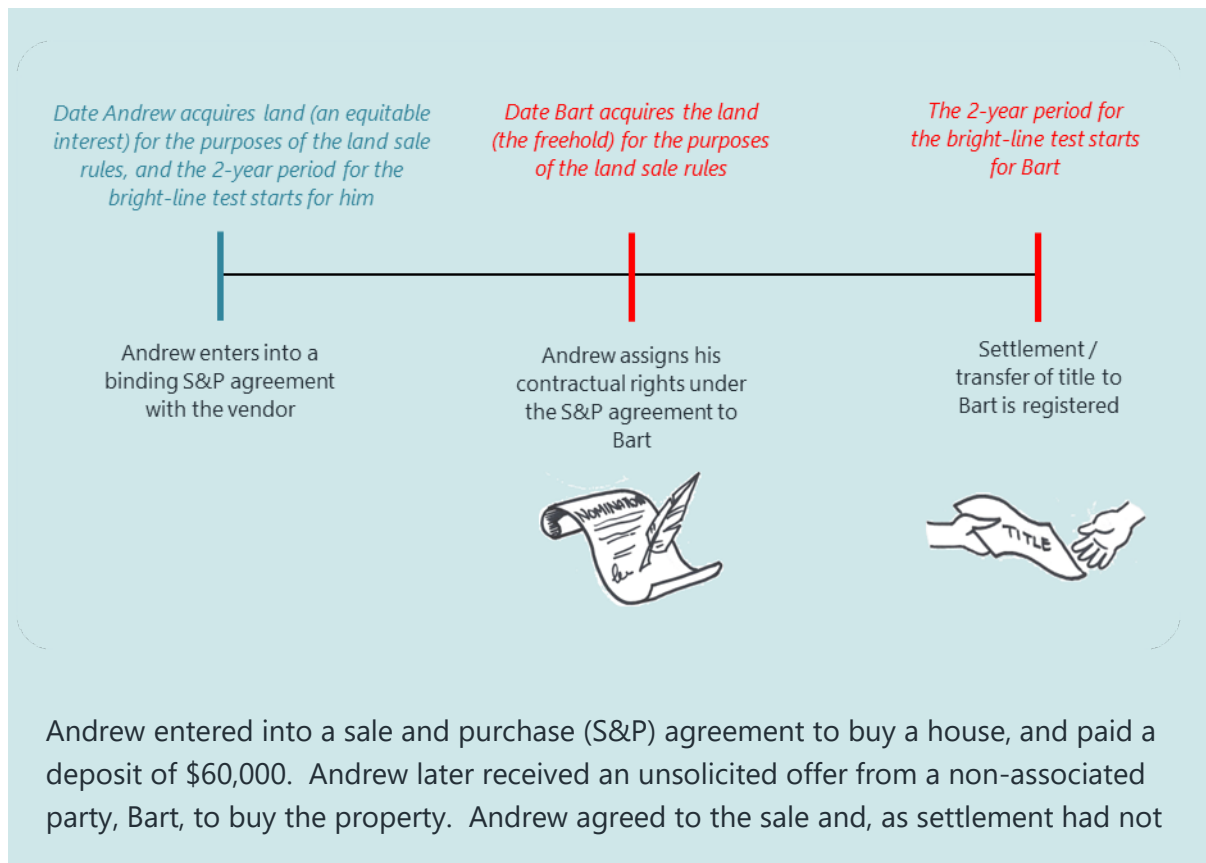 Date Andrew acquires land (an equitable
interest) for the purposes of the land sale
rules, and the 2-year period for the
bright-line test starts for him
Date Bart acquires the land
(the freehold) for the purposes
of the land sale rules
The 2-year period for
the bright-line test starts
for Bart
Andrew enters into a
binding S&P agreement
with the vendor
Andrew assigns his
contractual rights under
the S&P agreement to
Bart
Settlement /
transfer of title to
Bart is registered
NOMINATION
TITLE
Andrew entered into a sale and purchase (S&P) agreement to buy a house, and paid a
deposit of $60,000. Andrew later received an unsolicited offer from a non-associated
party, Bart, to buy the property. Andrew agreed to the sale and, as settlement had not